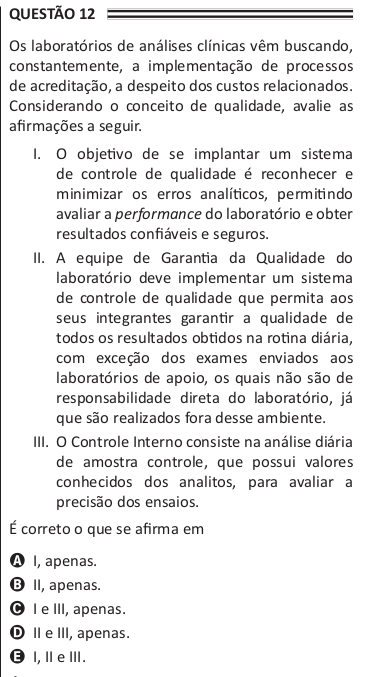 QUESTÃO 12
Os laboratórios de análises clínicas vêm buscando,
constantemente, a implementação de processos
de acreditação, a despeito dos custos relacionados.
Considerando o conceito de qualidade, avalie as
afirmações a seguir.
I. O objetivo de se implantar um sistema
de controle de qualidade é reconhecer e
minimizar os erros analíticos, permitindo
avaliar a performance do laboratório e obter
resultados confiáveis e seguros.
II. A equipe de Garantia da Qualidade do
laboratório deve implementar um sistema
de controle de qualidade que permita aos
seus integrantes garantir a qualidade de
todos os resultados obtidos na rotina diária,
com exceção dos exames enviados aos
laboratórios de apoio, os quais não são de
responsabilidade direta do laboratório, já
que são realizados fora desse ambiente.
III. O Controle Interno consiste na análise diária
de amostra controle, que possui valores
conhecidos dos analitos, para avaliar a
precisão dos ensaios.
É correto o que se afirma em
A I, apenas.
B II, apenas.
C I e III, apenas.
D II e III, apenas.
E I, II e III.